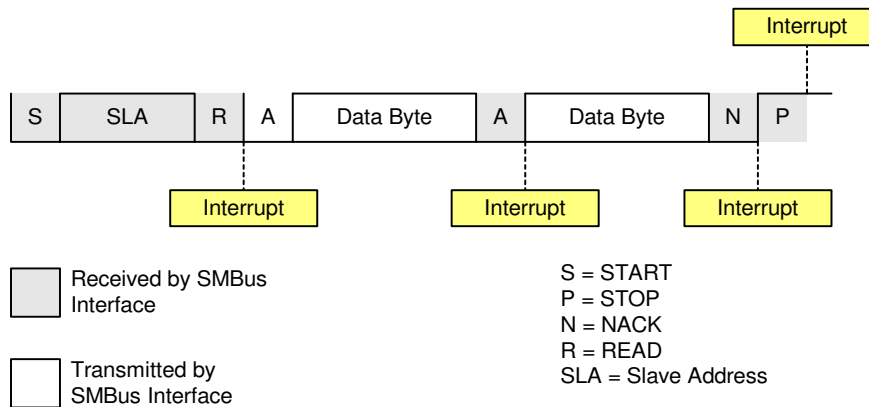 Interrupt
S SLA R A Data Byte A Data Byte N P
Interrupt Interrupt Interrupt
Received by SMBus
Interface
Transmitted by
SMBus Interface
S = START
P = STOP
N = NACK
R = READ
SLA = Slave Address